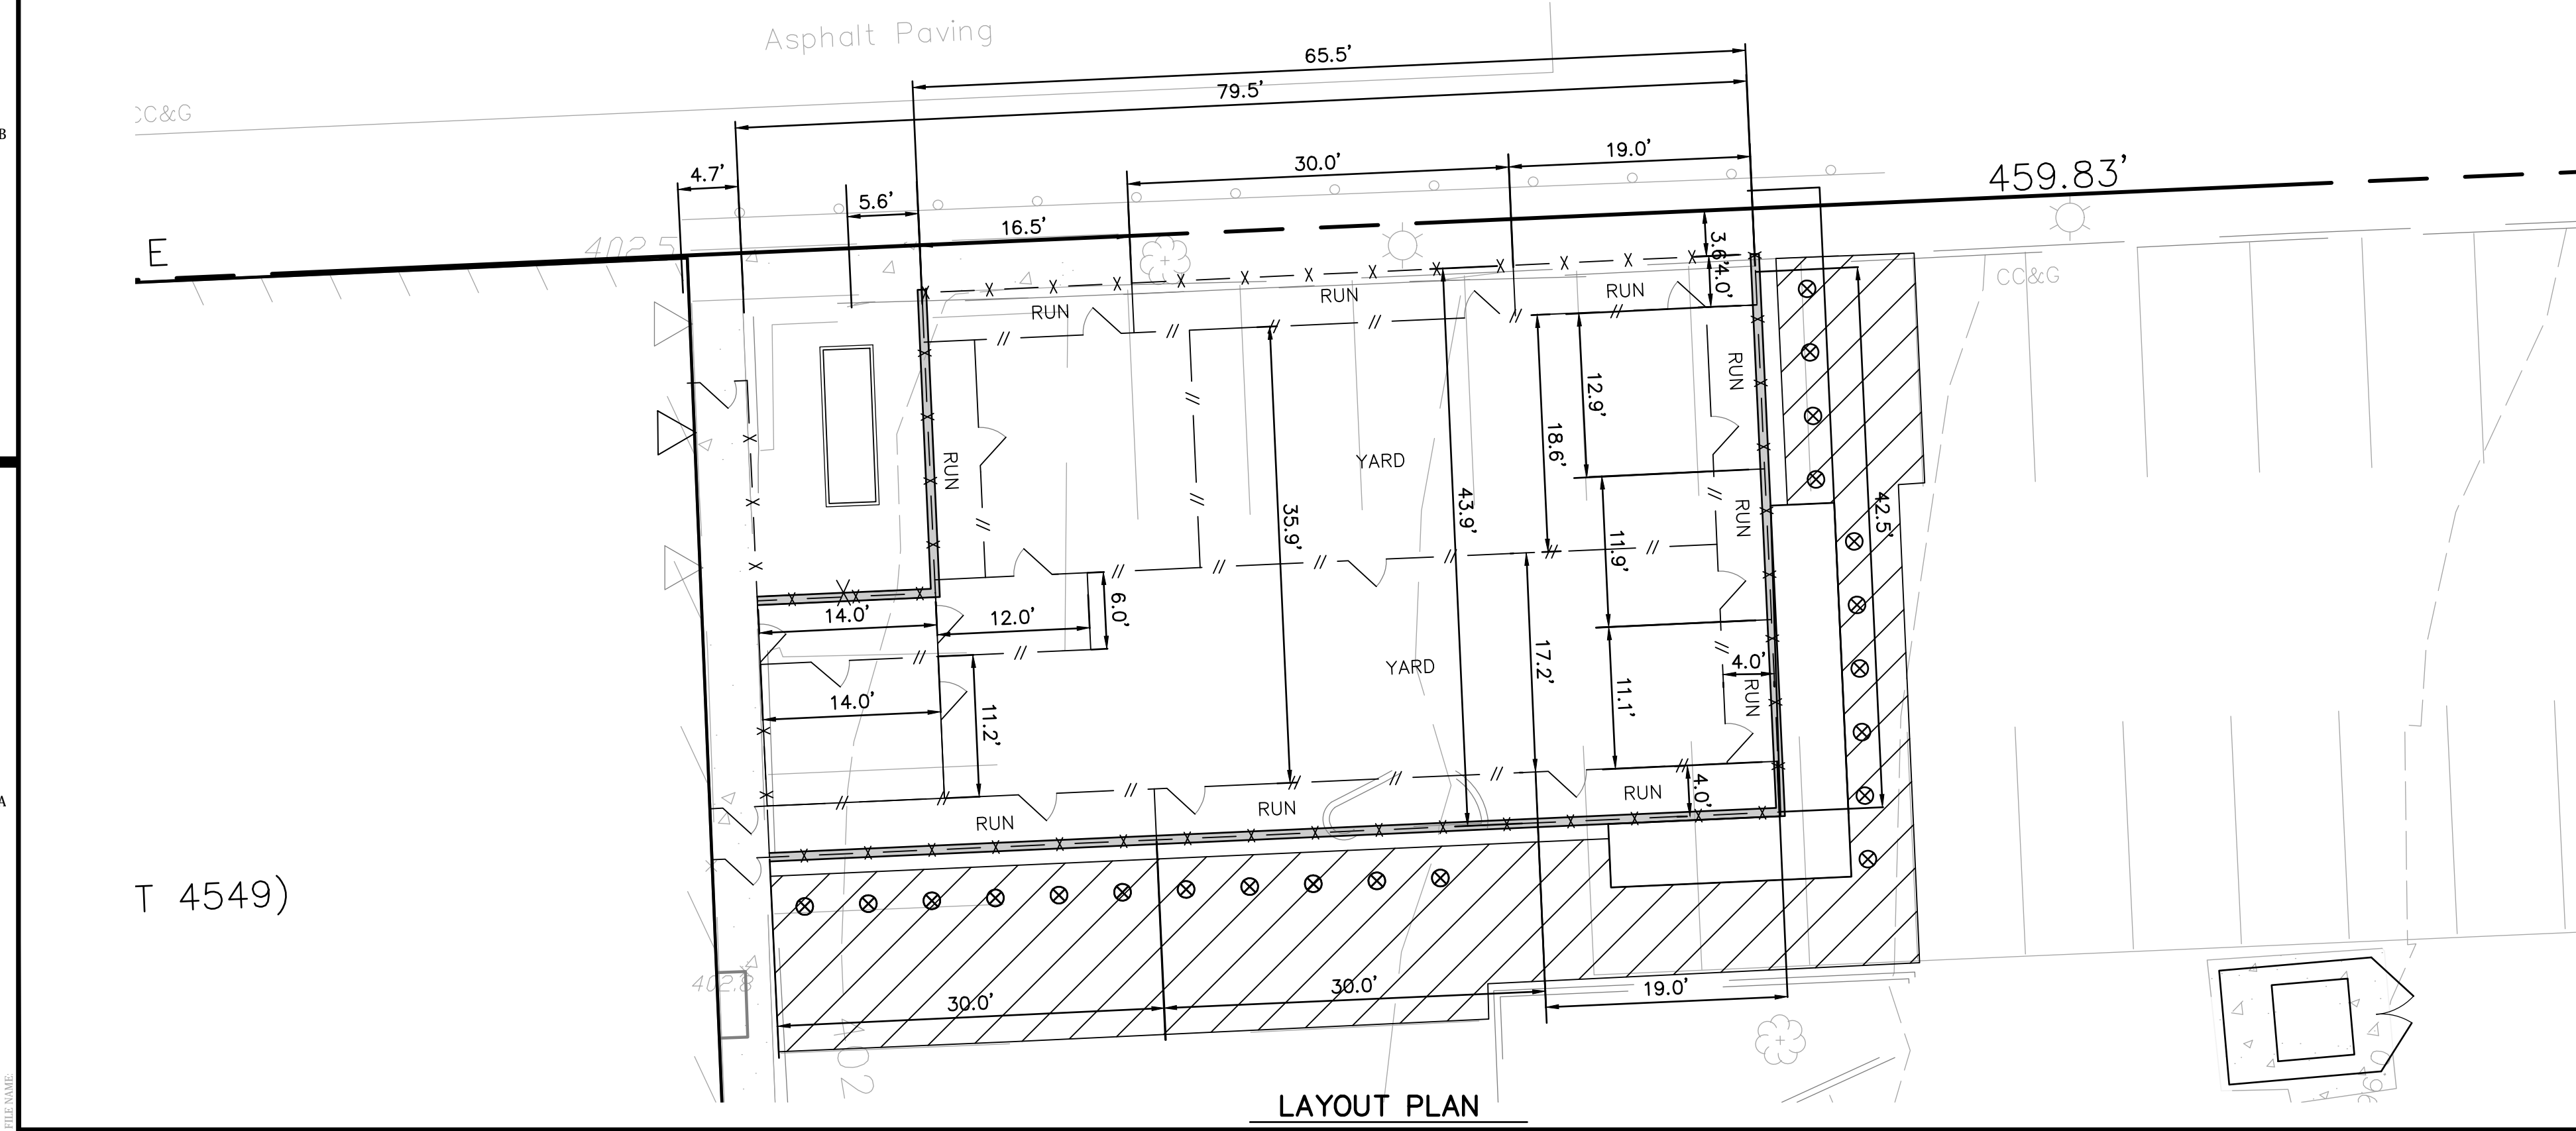 Asphalt Paving
65.5'
79.5'
CC&G
B
4.7'
30.0'
19.0'
459.83'
5.6'
16.5'
E
402.5
3.6'
4.0'
CC&G
RUN
RUN
RUN
RUN
12.9'
18.6'
YARD
RUN
43.9'
35.9'
RUN
42.5'
11.9'
14.0'
12.0'
6.0'
17.2'
YARD
4.0'
RUN
14.0'
11.2'
11.1'
4.0'
RUN
RUN
RUN
A
T 4549)
402.8
30.0'
30.0'
19.0'
402
FILE NAME:
LAYOUT PLAN